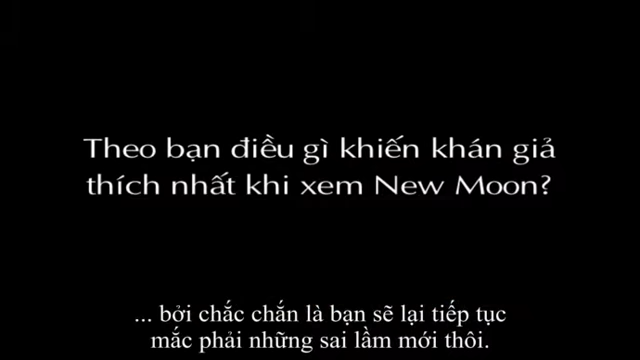 Theo bạn điều gì khiến khán giả
thích nhất khi xem New Moon?
... bởi chắc chắn là bạn sẽ lại tiếp tục
mắc phải những sai lầm mới thôi.